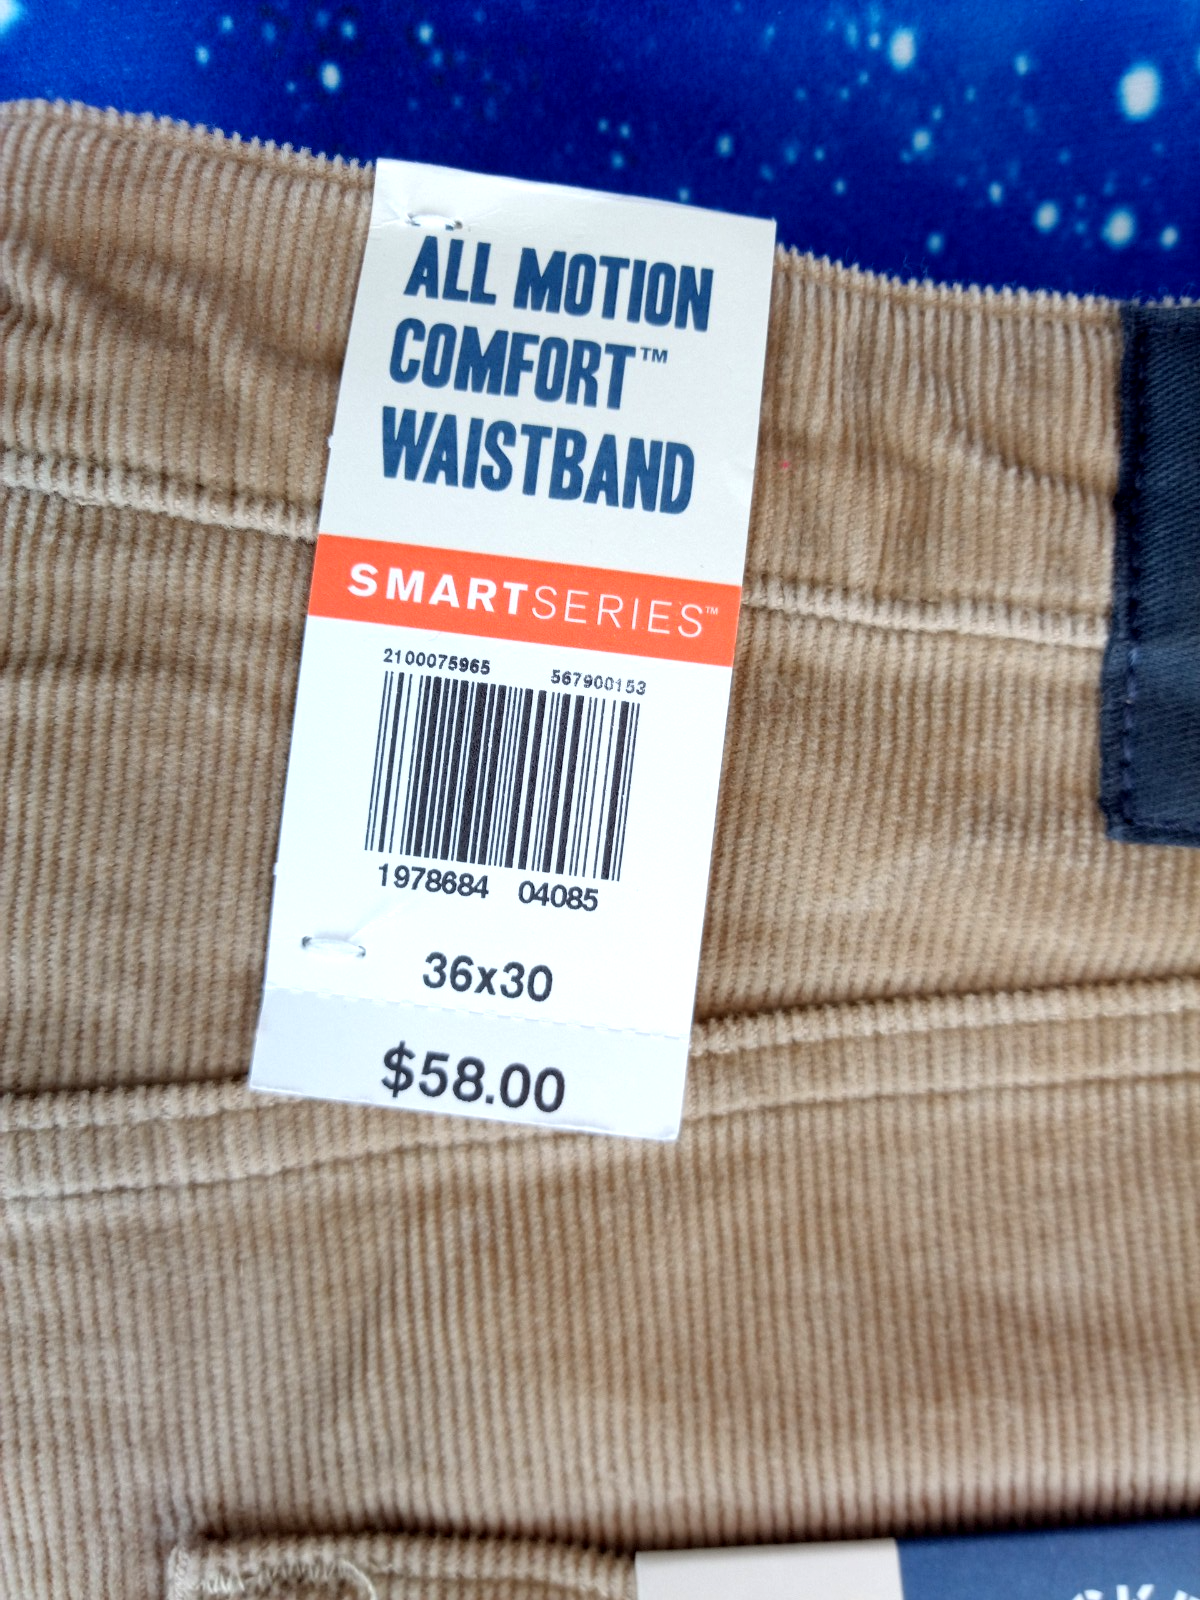 ALL MOTION
COMFORT™
WAISTBAND
SMARTSERIES™
2100075965 567900153
1978684 04085
36x30
$58.00